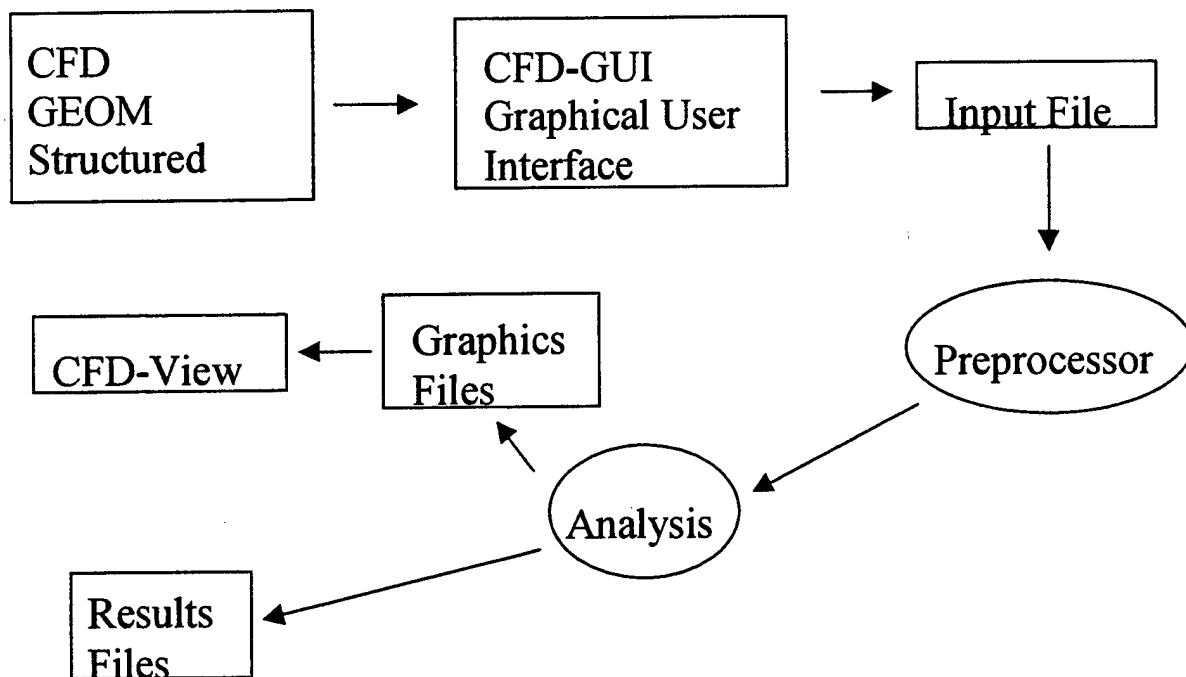 CFD
GEOM
Structured
CFD-GUI
Graphical User
Interface
Input File
Preprocessor
Analysis
Graphics
Files
CFD-View
Results
Files